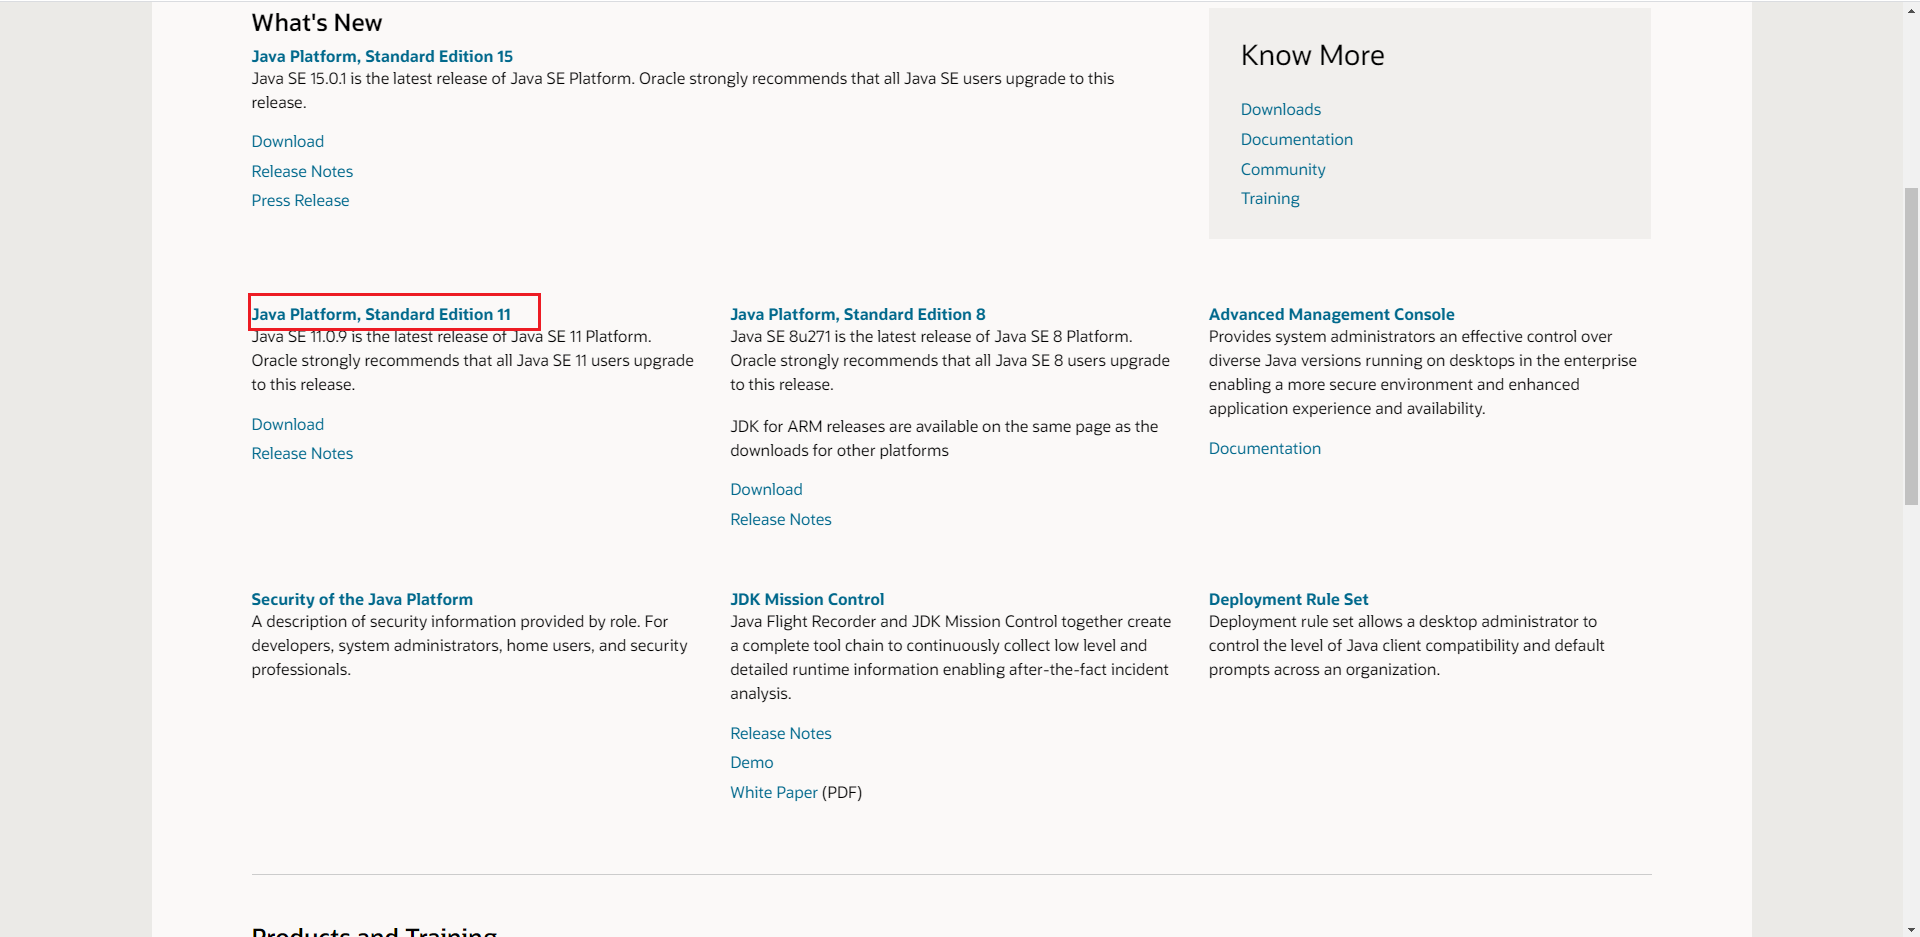 What's New
Java Platform, Standard Edition 15
Java SE 15.0.1 is the latest release of Java SE Platform. Oracle strongly recommends that all Java SE users upgrade to this
release.
Download
Release Notes
Press Release
Know More
Downloads
Documentation
Community
Training
Java Platform, Standard Edition 11
Java SE 11.0.9 is the latest release of Java SE 11 Platform.
Oracle strongly recommends that all Java SE 11 users upgrade
to this release.
Download
Release Notes
Java Platform, Standard Edition 8
Java SE 8u271 is the latest release of Java SE 8 Platform.
Oracle strongly recommends that all Java SE 8 users upgrade
to this release.
JDK for ARM releases are available on the same page as the
downloads for other platforms
Download
Release Notes
Advanced Management Console
Provides system administrators an effective control over
diverse Java versions running on desktops in the enterprise
enabling a more secure environment and enhanced
application experience and availability.
Documentation
Security of the Java Platform
A description of security information provided by role. For
developers, system administrators, home users, and security
professionals.
JDK Mission Control
Java Flight Recorder and JDK Mission Control together create
a complete tool chain to continuously collect low level and
detailed runtime information enabling after-the-fact incident
analysis.
Release Notes
Demo
White Paper (PDF)
Deployment Rule Set
Deployment rule set allows a desktop administrator to
control the level of Java client compatibility and default
prompts across an organization.
Products and Training